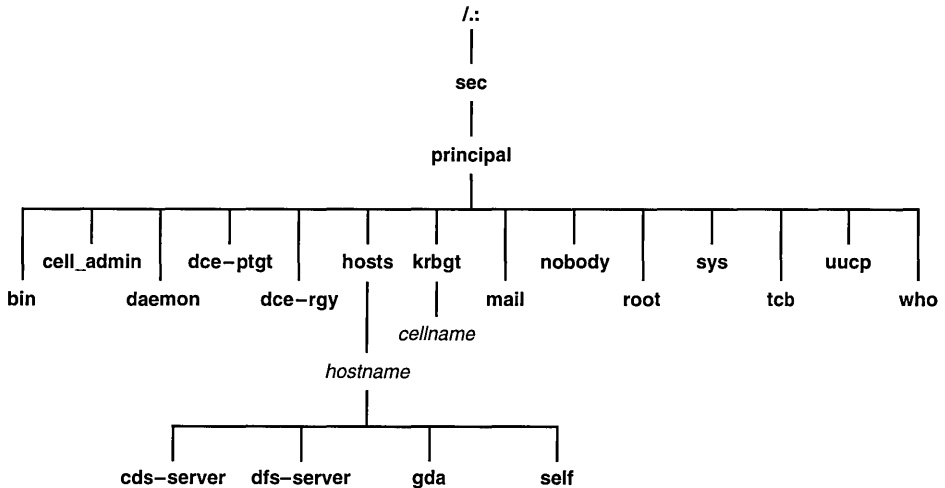 /.:
sec
principal
cell_admin dce–ptgt hosts krbgt nobody sys uucp
bin daemon dce–rgy mail root tcb who
cellname
hostname
cds–server dfs–server gda self